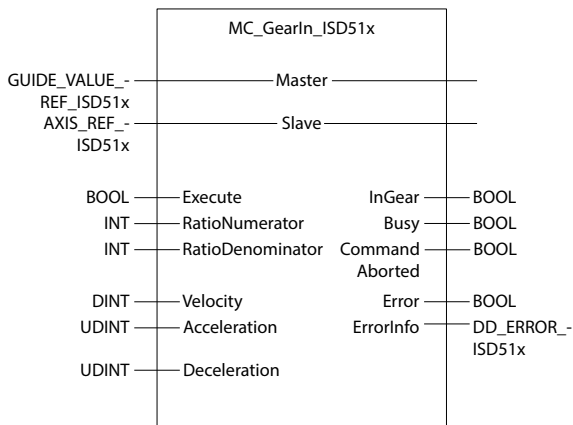 MC_GearIn_ISD51x
GUIDE_VALUE_-
REF_ISD51x
Master
AXIS_REF_-
ISD51x
Slave
BOOL Execute InGear BOOL
INT RatioNumerator Busy BOOL
INT RatioDenominator Command BOOL
Aborted
DINT Velocity Error BOOL
UDINT Acceleration ErrorInfo DD_ERROR_-
ISD51x
UDINT Deceleration